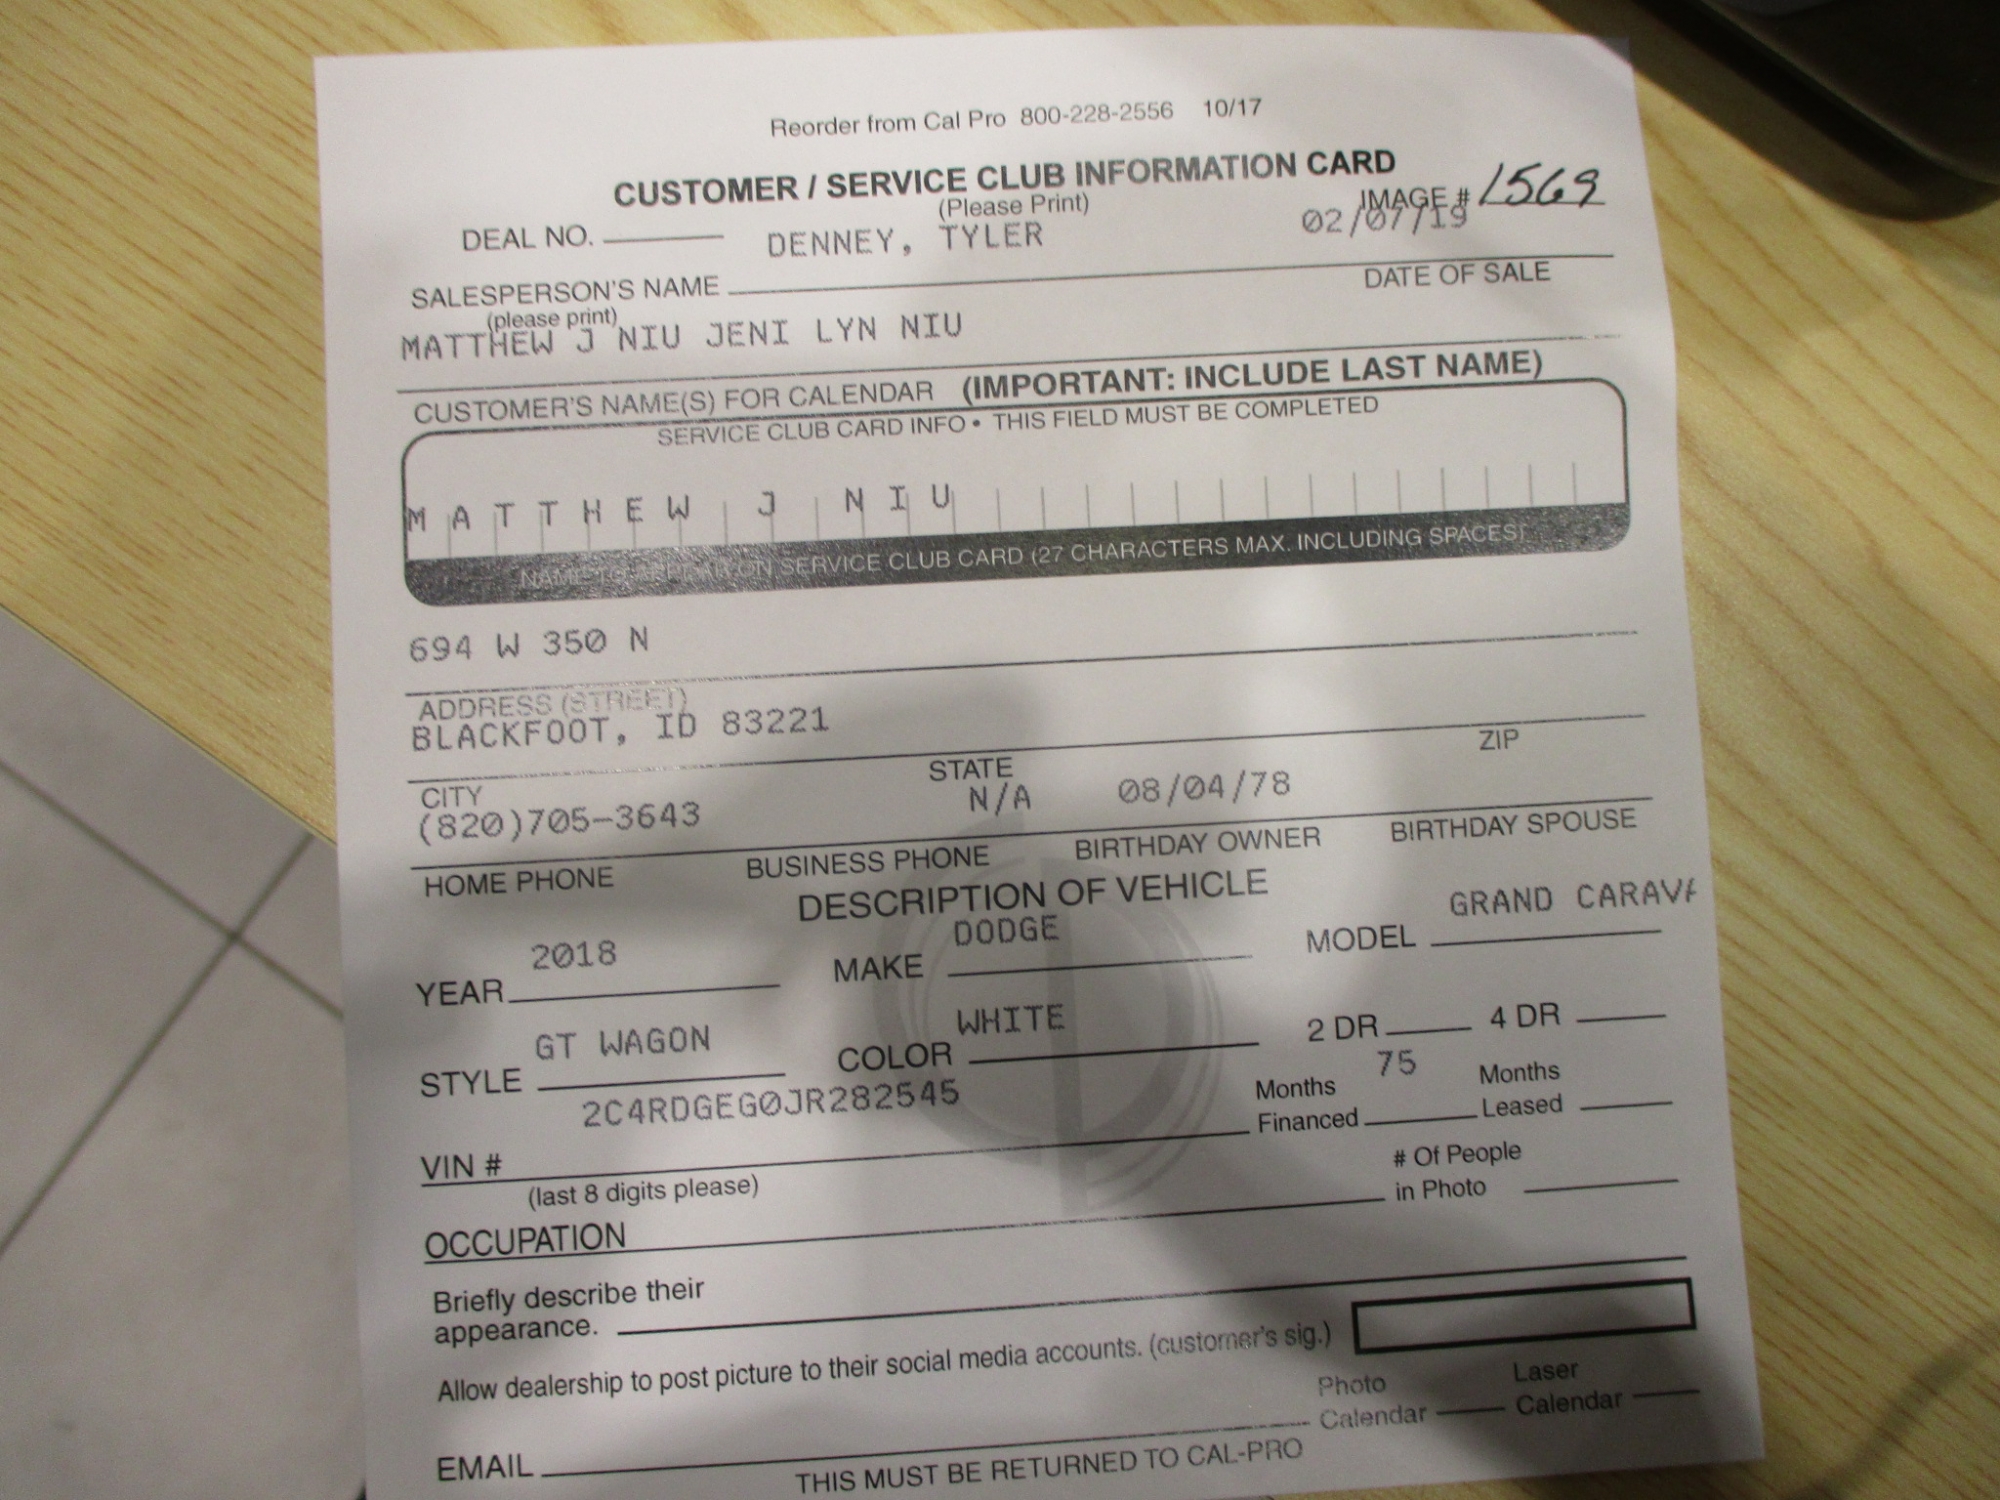 Reorder from Cal Pro 800-228-2556 10/17
CUSTOMER / SERVICE CLUB INFORMATION CARD
(Please Print)
IMAGE # 1569
DEAL NO.
DENNEY, TYLER
02/07/19
SALESPERSON'S NAME
DATE OF SALE
(please print)
MATTHEW J NIU JENI LYN NIU
CUSTOMER'S NAME(S) FOR CALENDAR (IMPORTANT: INCLUDE LAST NAME)
SERVICE CLUB CARD INFO • THIS FIELD MUST BE COMPLETED
MATTHEW J NIU
NAME TO APPEAR ON SERVICE CLUB CARD (27 CHARACTERS MAX. INCLUDING SPACES)
694 W 350 N
ADDRESS (STREET)
BLACKFOOT, ID 83221
CITY STATE ZIP
(820)705-3643 N/A 08/04/78
HOME PHONE BUSINESS PHONE BIRTHDAY OWNER BIRTHDAY SPOUSE
DESCRIPTION OF VEHICLE
2018 DODGE GRAND CARAVA
YEAR MAKE MODEL
GT WAGON WHITE
STYLE COLOR 2 DR 4 DR
2C4RDGEG0JR282545
75
Months Financed
Months Leased
VIN #
(last 8 digits please)
# Of People in Photo
OCCUPATION
Briefly describe their
appearance.
Allow dealership to post picture to their social media accounts. (customer's sig.)
Photo Calendar
Laser Calendar
EMAIL
THIS MUST BE RETURNED TO CAL-PRO